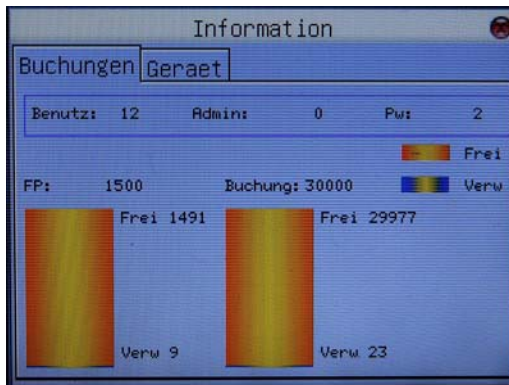 Information
Buchungen Geraet
Benutz: 12 Admin: 0 Pw: 2
Frei
FP: 1500 Buchung: 30000 Verw
Frei 1491 Frei 29977
Verw 9 Verw 23